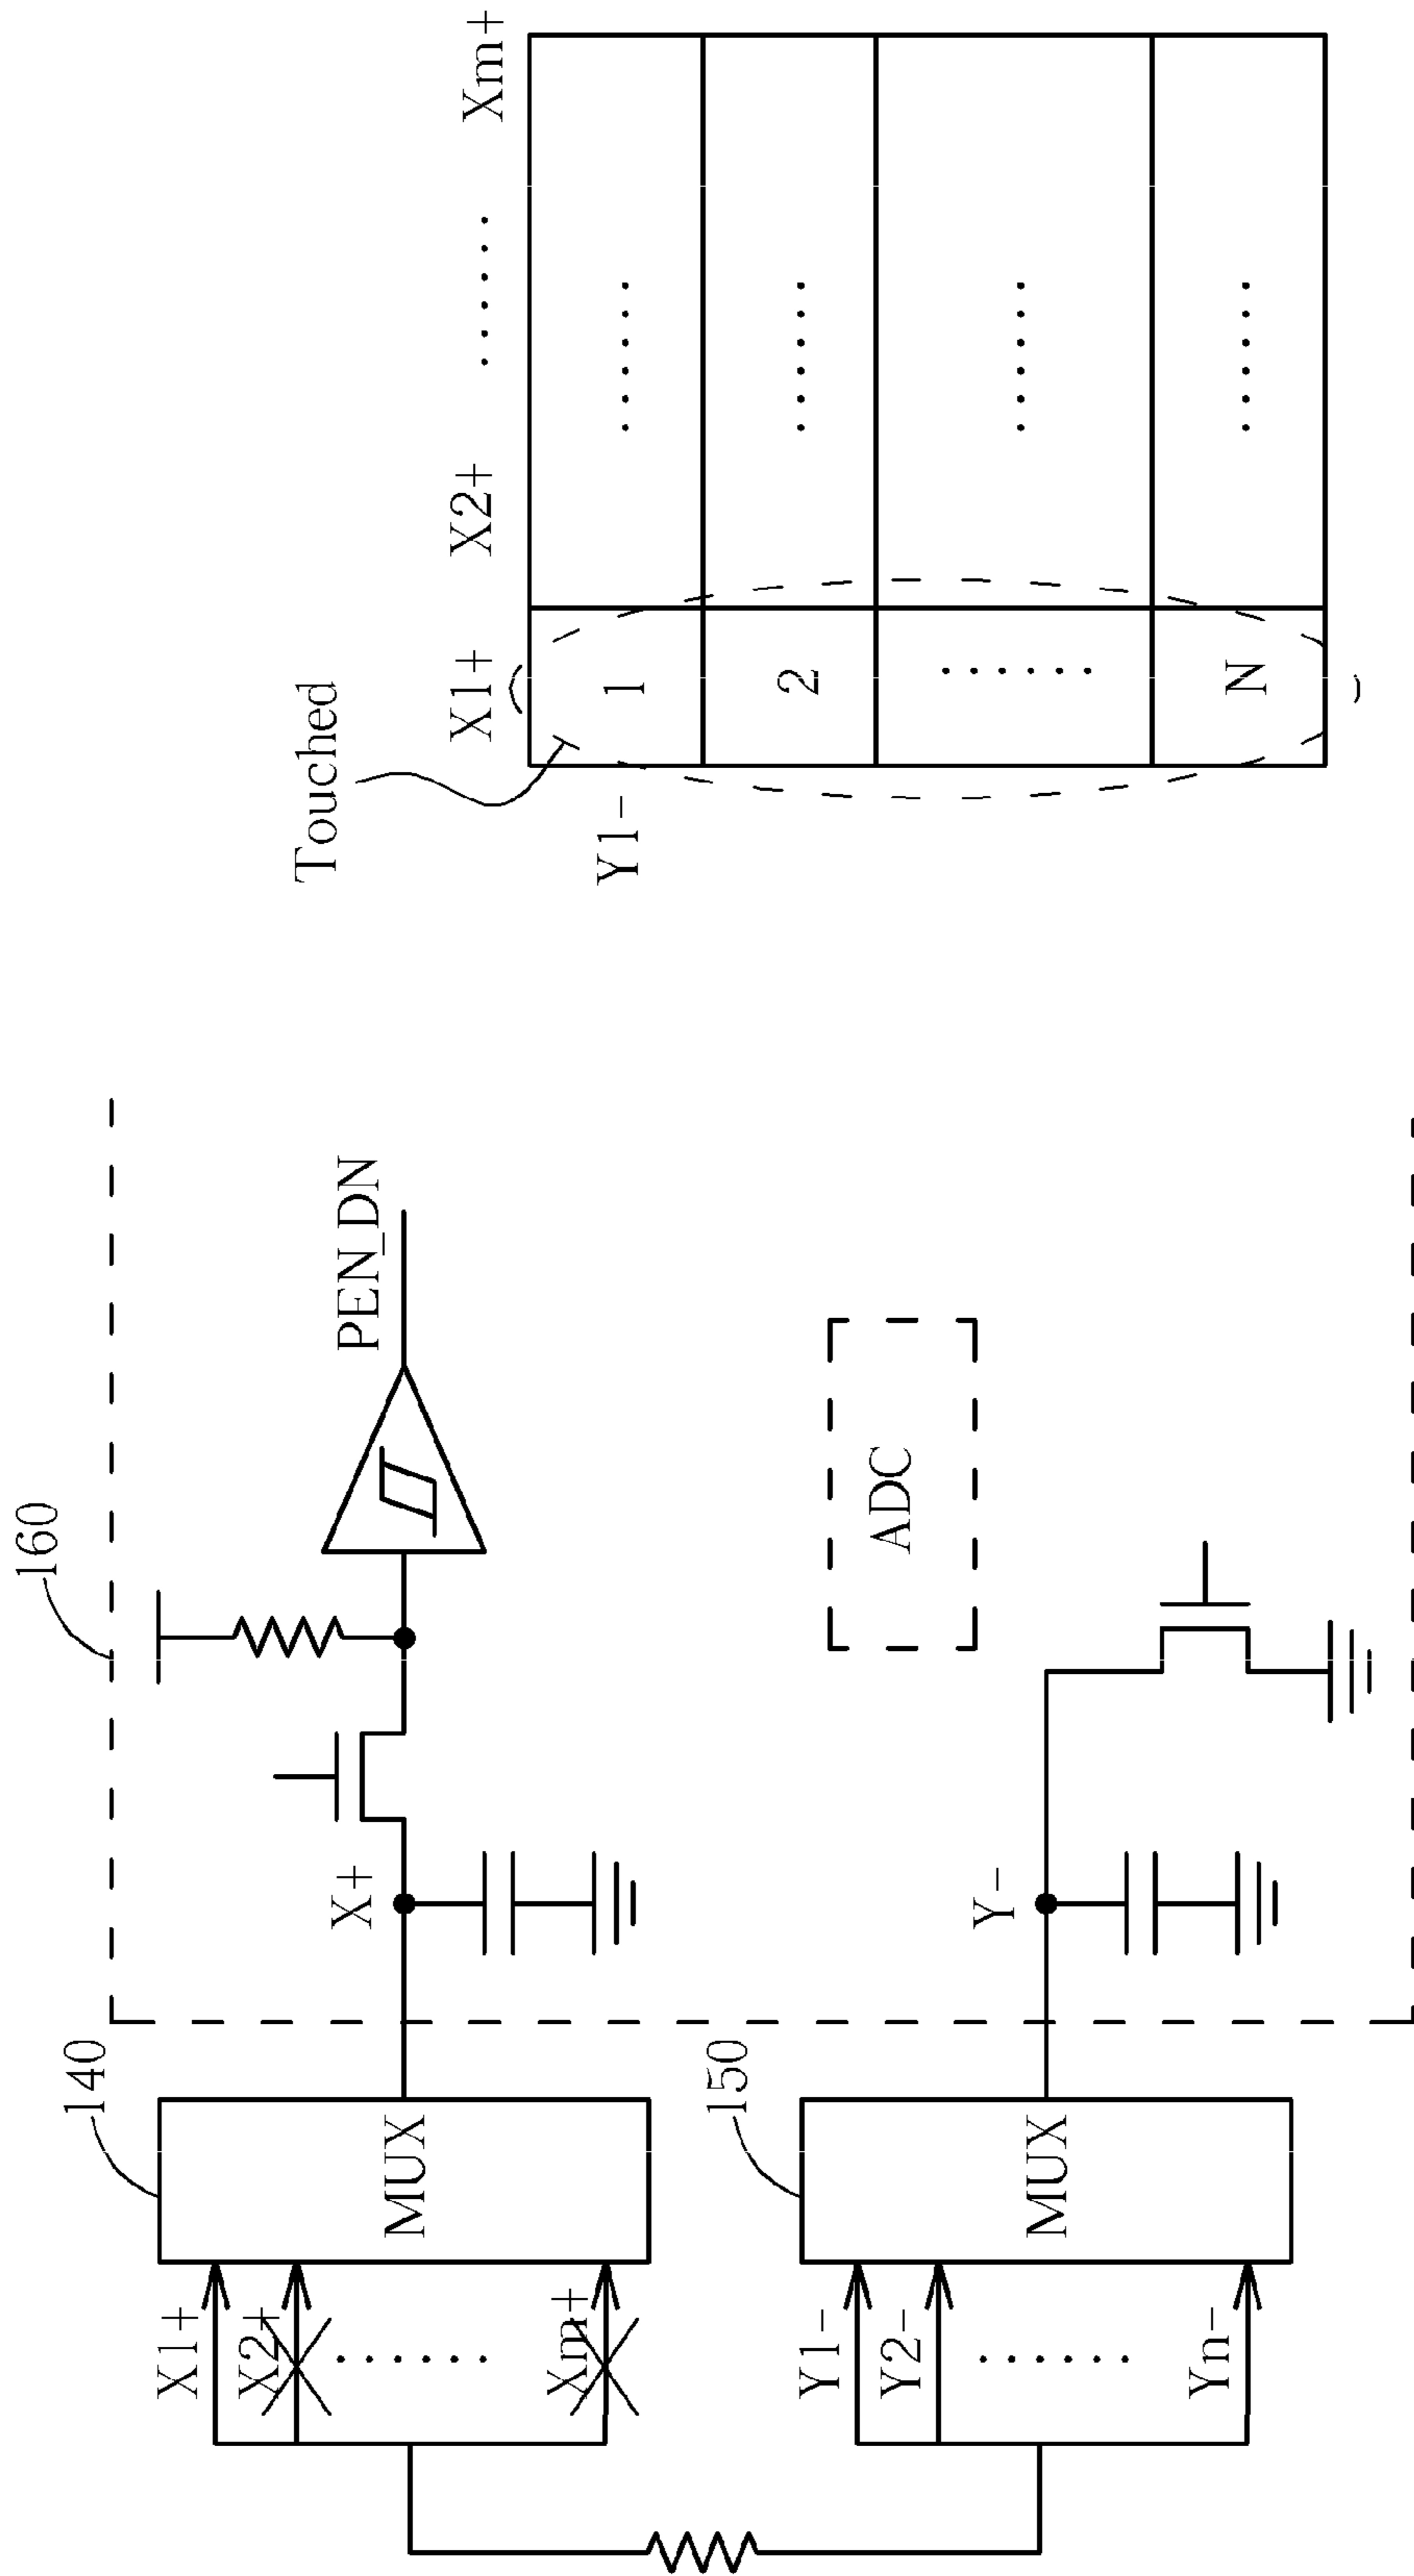 160
PEN_DN
X+
140
MUX
X1+
X2+
......
Xm+
ADC
Y-
150
MUX
Y1-
Y2-
......
Yn-
Touched
X1+ X2+ ...... Xm+
Y1- 1 ......
2 ......
...... ......
N ......